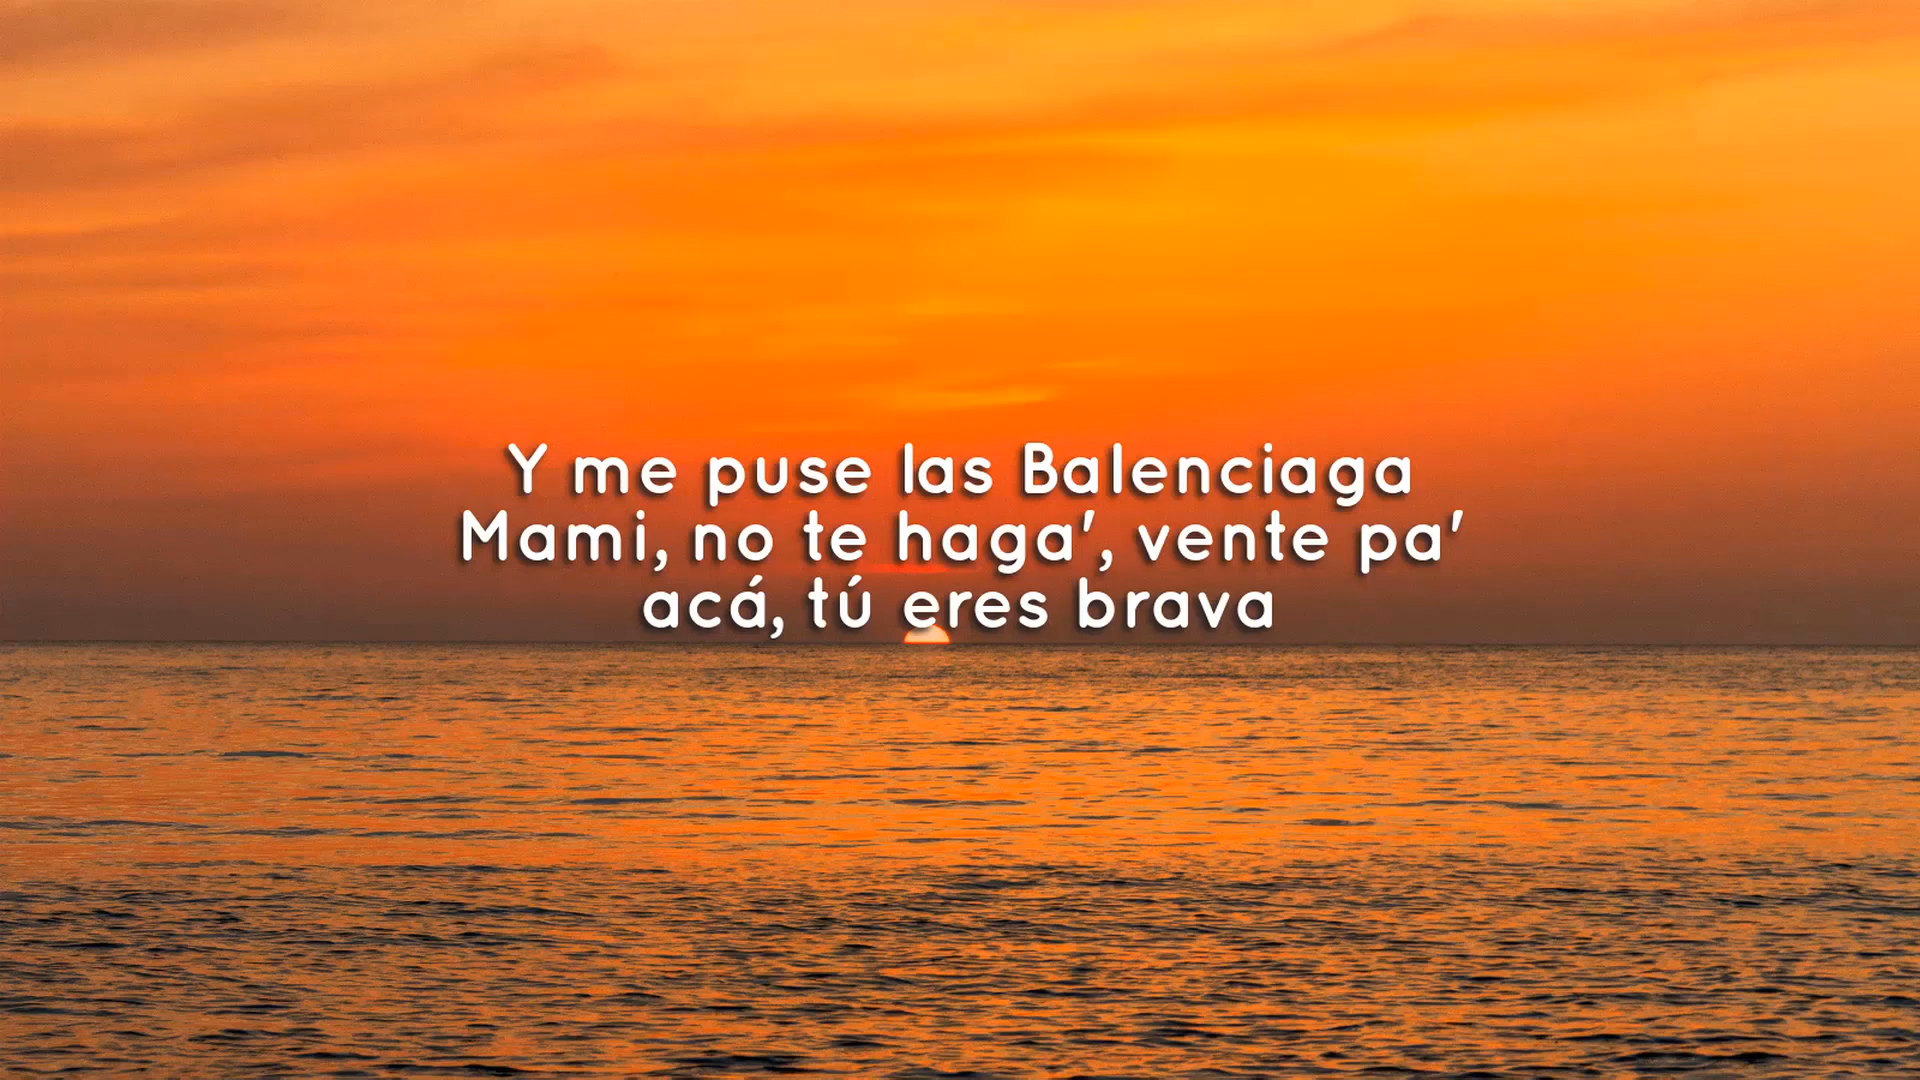 Y me puse las Balenciaga
Mami, no te haga', vente pa'
acá, tú eres brava